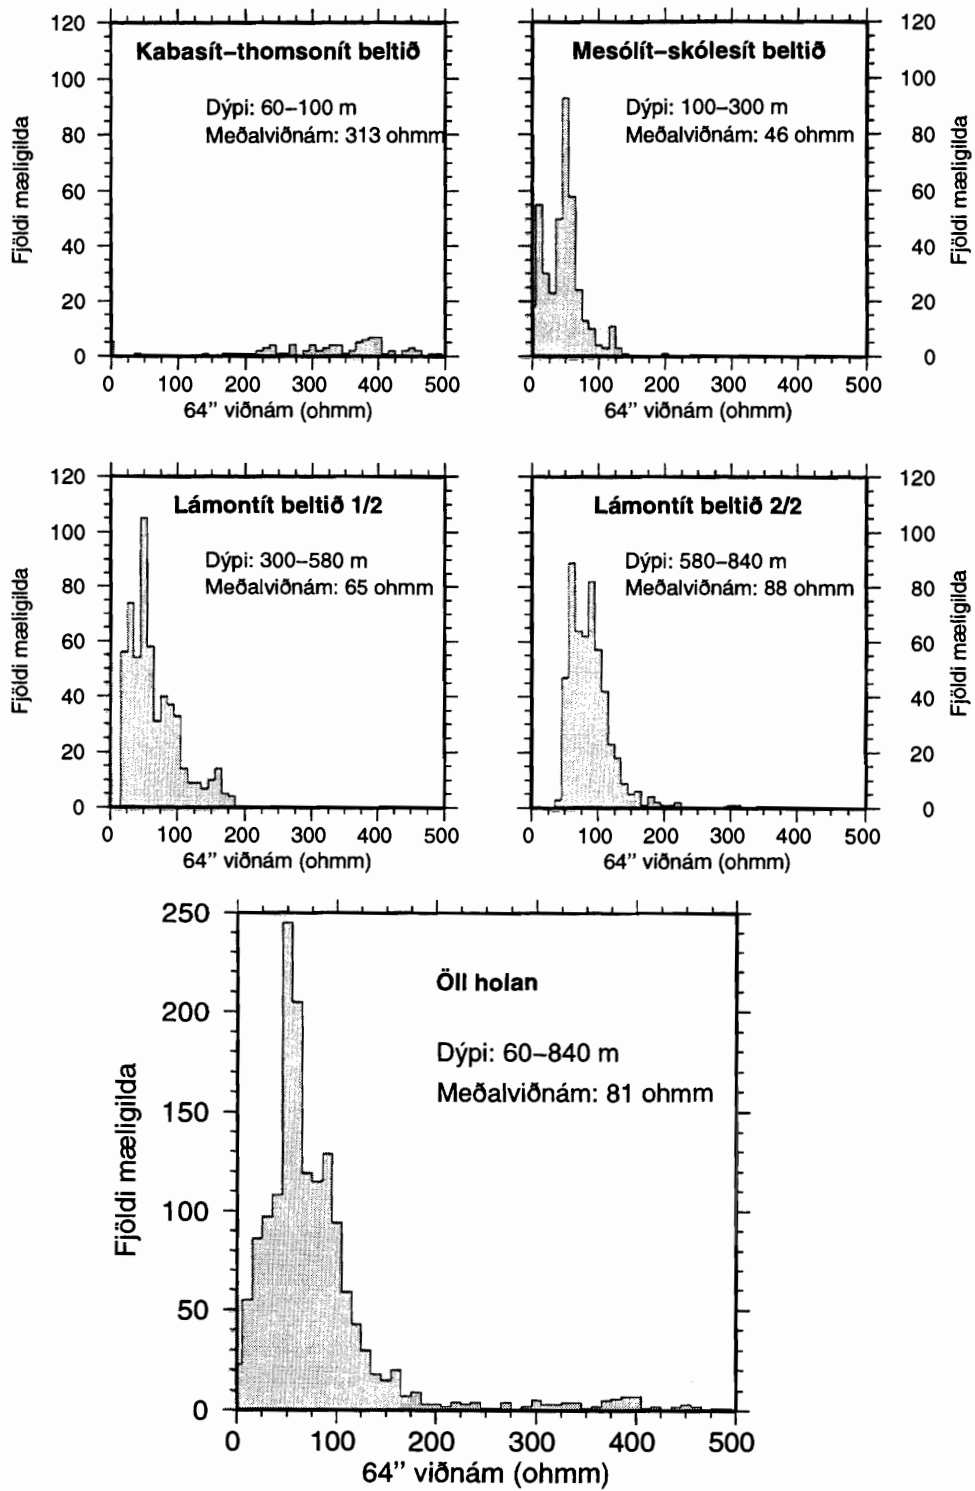 Kabasít–thomsonít beltið
Dýpi: 60–100 m
Meðalviðnám: 313 ohmm
Fjöldi mæligilda
120
100
80
60
40
20
0
0 100 200 300 400 500
64” viðnám (ohmm)
Mesólít–skólesít beltið
Dýpi: 100–300 m
Meðalviðnám: 46 ohmm
Fjöldi mæligilda
120
100
80
60
40
20
0
0 100 200 300 400 500
64” viðnám (ohmm)
Lámontít beltið 1/2
Dýpi: 300–580 m
Meðalviðnám: 65 ohmm
Fjöldi mæligilda
120
100
80
60
40
20
0
0 100 200 300 400 500
64” viðnám (ohmm)
Lámontít beltið 2/2
Dýpi: 580–840 m
Meðalviðnám: 88 ohmm
Fjöldi mæligilda
120
100
80
60
40
20
0
0 100 200 300 400 500
64” viðnám (ohmm)
Öll holan
Dýpi: 60–840 m
Meðalviðnám: 81 ohmm
Fjöldi mæligilda
250
200
150
100
50
0
0 100 200 300 400 500
64” viðnám (ohmm)